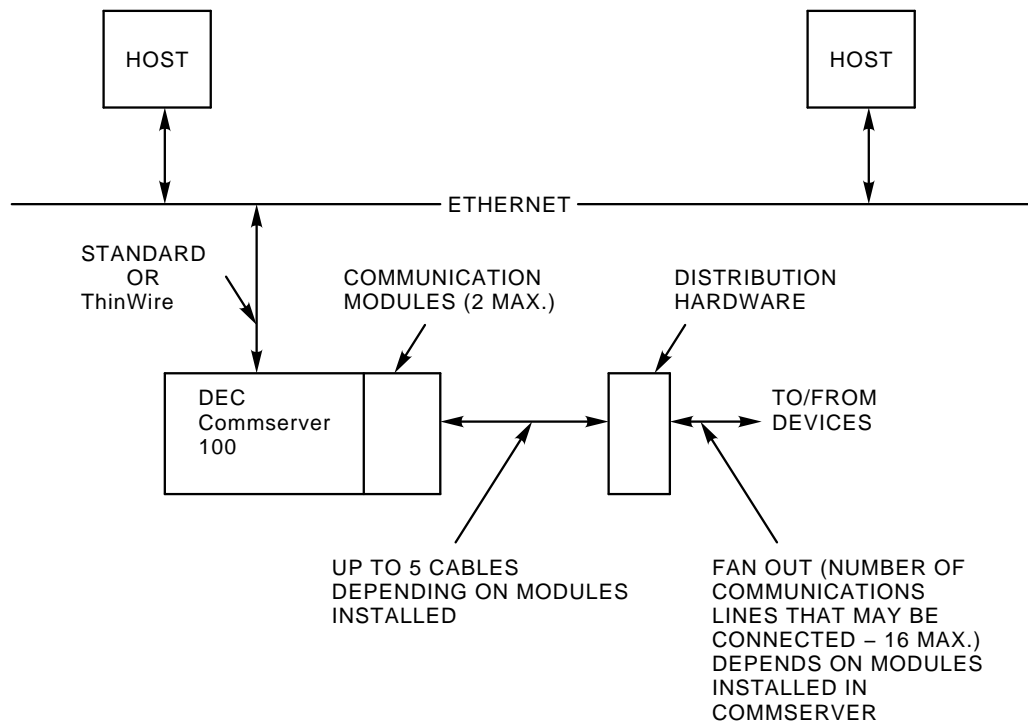 HOST
HOST
ETHERNET
STANDARD
OR
ThinWire
COMMUNICATION
MODULES (2 MAX.)
DISTRIBUTION
HARDWARE
DEC
Commserver
100
TO/FROM
DEVICES
UP TO 5 CABLES
DEPENDING ON MODULES
INSTALLED
FAN OUT (NUMBER OF
COMMUNICATIONS
LINES THAT MAY BE
CONNECTED – 16 MAX.)
DEPENDS ON MODULES
INSTALLED IN
COMMSERVER